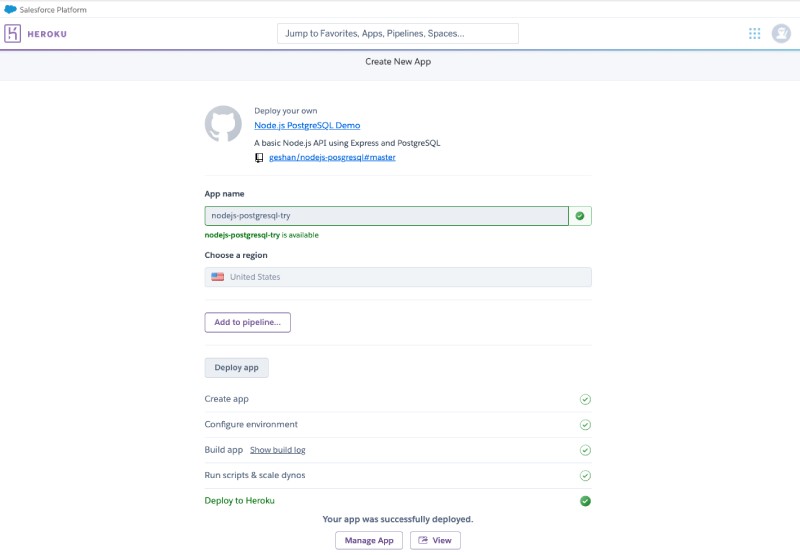 Salesforce Platform
HEROKU
Jump to Favorites, Apps, Pipelines, Spaces...
Create New App
Deploy your own
Node.js PostgreSQL Demo
A basic Node.js API using Express and PostgreSQL
geshan/nodejs-posgresql#master
App name
nodejs-postgresql-try
nodejs-postgresql-try is available
Choose a region
United States
Add to pipeline...
Deploy app
Create app
Configure environment
Build app Show build log
Run scripts & scale dynos
Deploy to Heroku
Your app was successfully deployed.
Manage App View